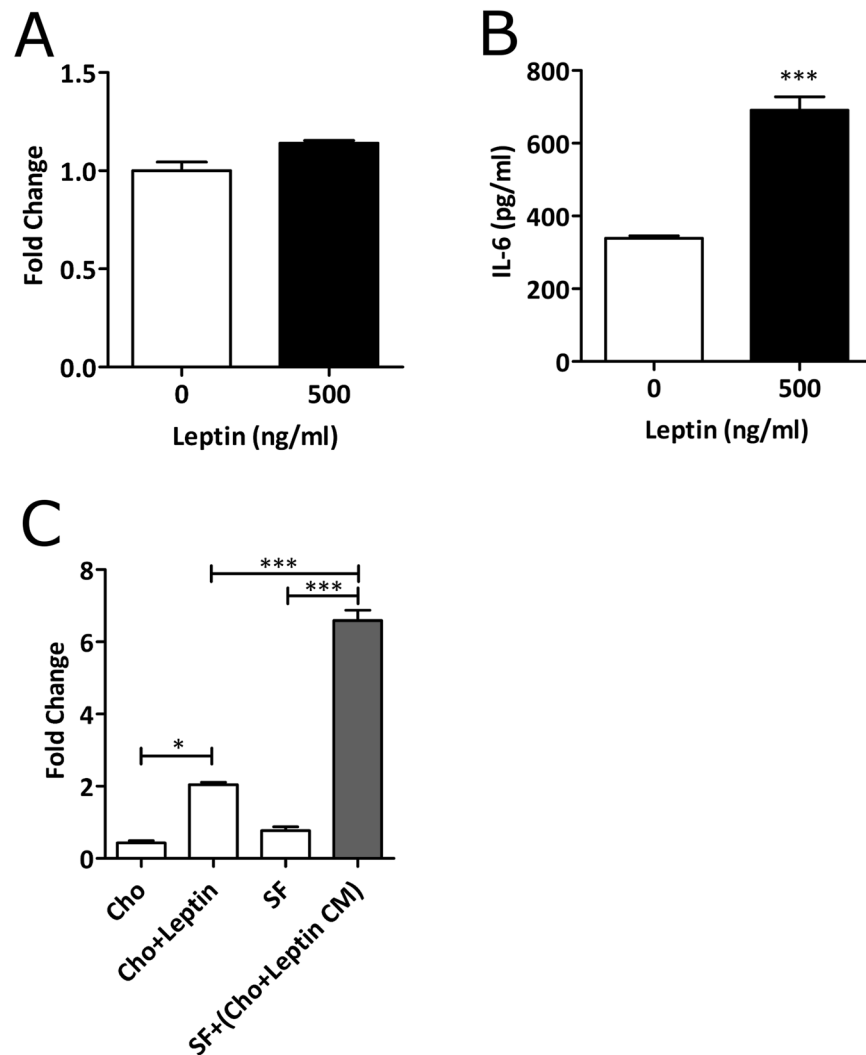 A
Fold Change
1.5
1.0
0.5
0.0
0
500
Leptin (ng/ml)
B
IL-6 (pg/ml)
800
600
400
200
0
***
0
500
Leptin (ng/ml)
C
Fold Change
8
6
4
2
0
***
***
*
Cho
Cho+Leptin
SF
SF+(Cho+Leptin CM)